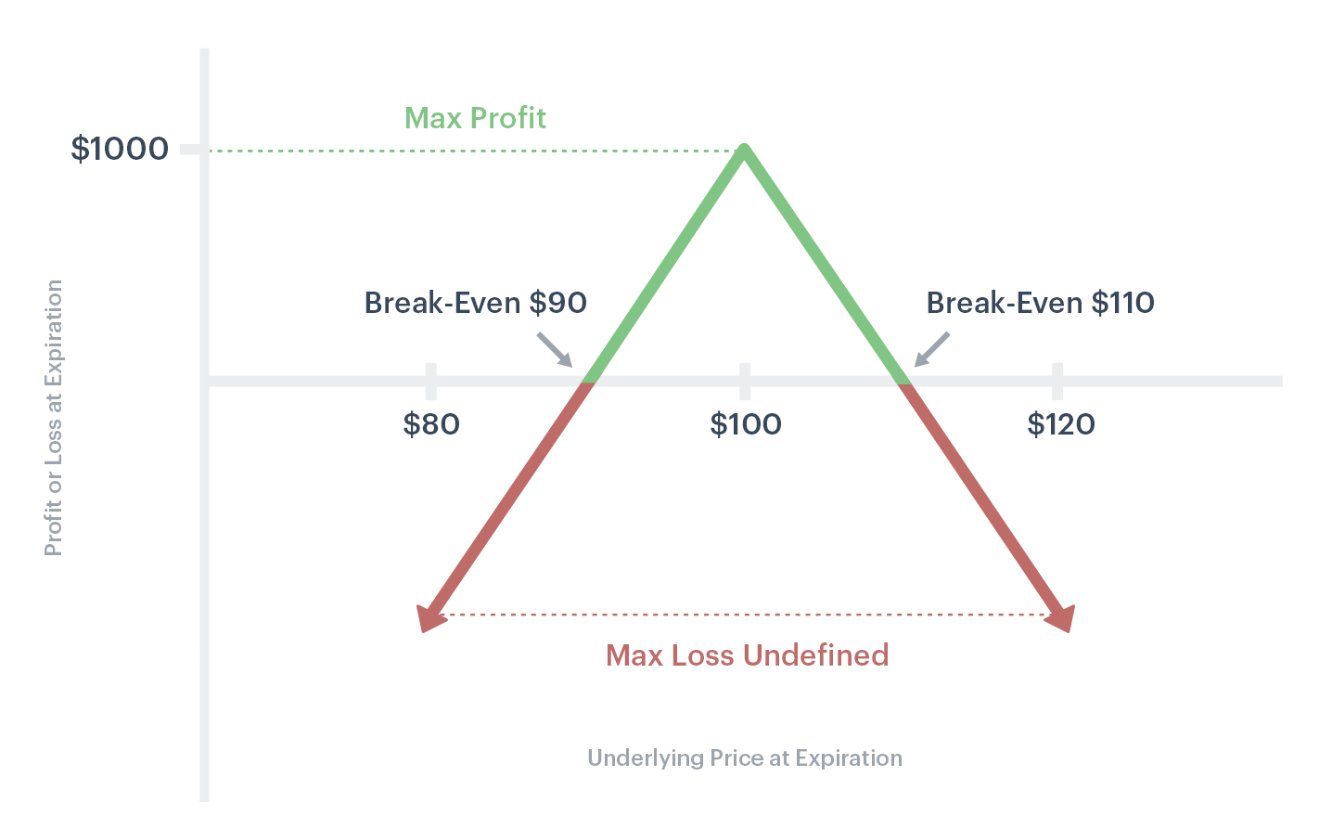 Max Profit
$1000
Break-Even $90
Break-Even $110
Profit or Loss at Expiration
$80
$100
$120
Max Loss Undefined
Underlying Price at Expiration